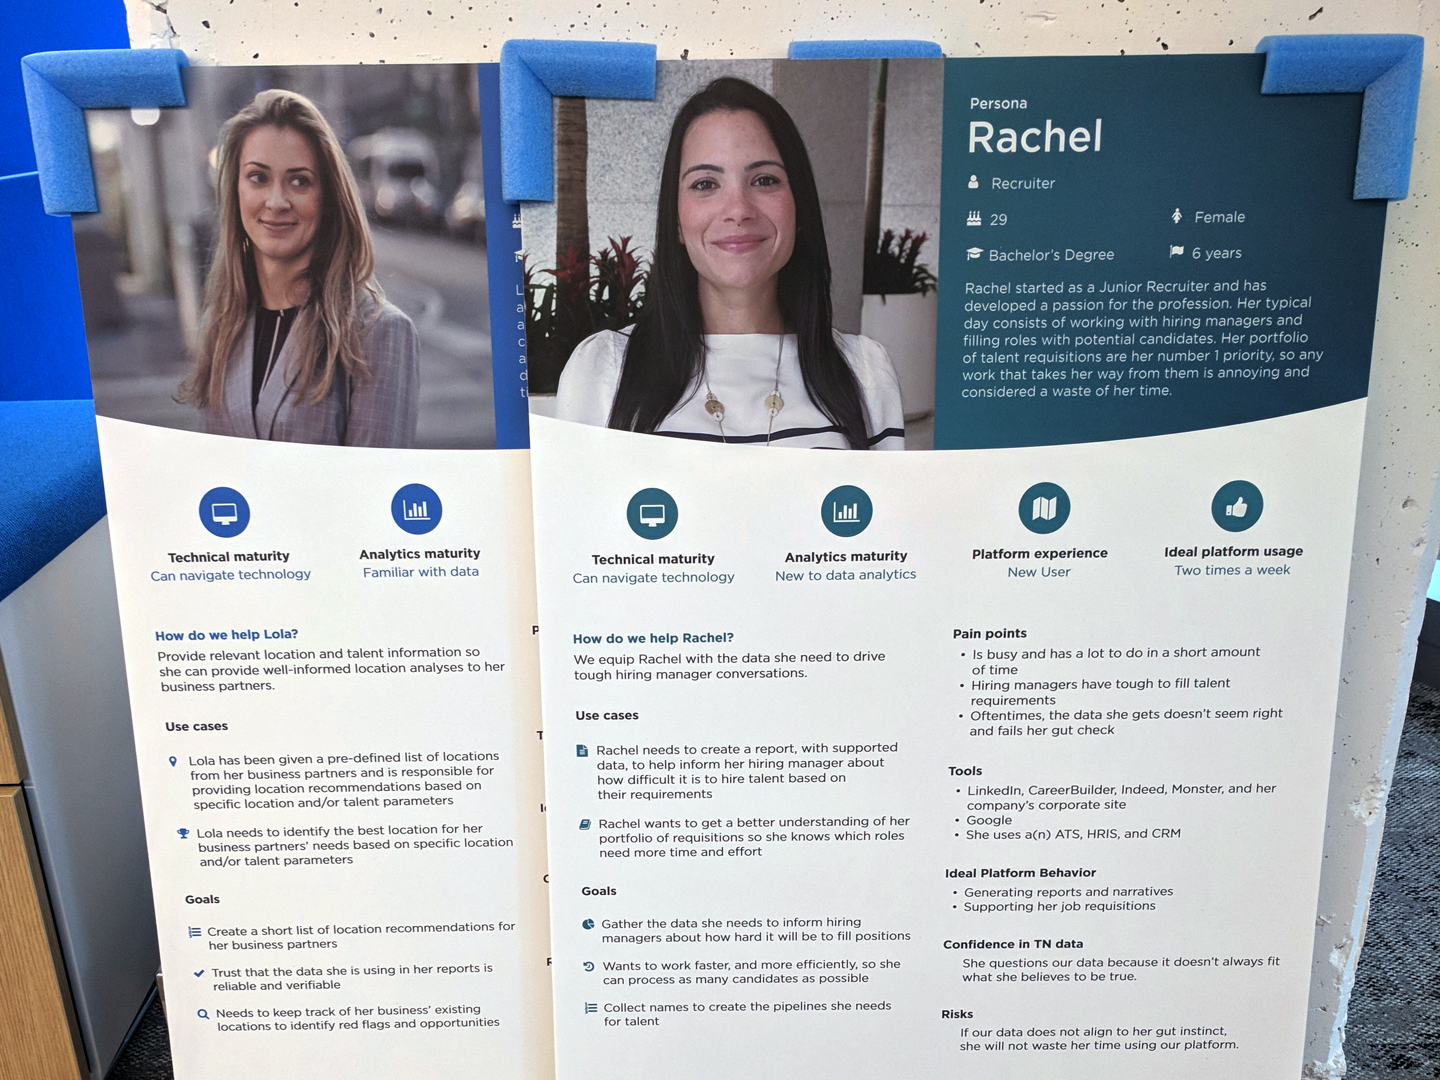 How do we help Lola?
Provide relevant location and talent information so
she can provide well-informed location analyses to her
business partners.
Technical maturity
Can navigate technology
Analytics maturity
Familiar with data
Use cases
Lola has been given a pre-defined list of locations
from her business partners and is responsible for
providing location recommendations based on
specific location and/or talent parameters
Lola needs to identify the best location for her
business partners' needs based on specific location
and/or talent parameters
Goals
Create a short list of location recommendations for
her business partners
Trust that the data she is using in her reports is
reliable and verifiable
Needs to keep track of her business' existing
locations to identify red flags and opportunities
Persona
Rachel
Recruiter
29
Female
Bachelor's Degree
6 years
Rachel started as a Junior Recruiter and has
developed a passion for the profession. Her typical
day consists of working with hiring managers and
filling roles with potential candidates. Her portfolio
of talent requisitions are her number 1 priority, so any
work that takes her way from them is annoying and
considered a waste of her time.
Technical maturity
Can navigate technology
Analytics maturity
New to data analytics
Platform experience
New User
Ideal platform usage
Two times a week
How do we help Rachel?
We equip Rachel with the data she need to drive
tough hiring manager conversations.
Use cases
Rachel needs to create a report, with supported
data, to help inform her hiring manager about
how difficult it is to hire talent based on
their requirements
Rachel wants to get a better understanding of her
portfolio of requisitions so she knows which roles
need more time and effort
Goals
Gather the data she needs to inform hiring
managers about how hard it will be to fill positions
Wants to work faster, and more efficiently, so she
can process as many candidates as possible
Collect names to create the pipelines she needs
for talent
Pain points
• Is busy and has a lot to do in a short amount
of time
• Hiring managers have tough to fill talent
requirements
• Oftentimes, the data she gets doesn't seem right
and fails her gut check
Tools
• LinkedIn, CareerBuilder, Indeed, Monster, and her
company's corporate site
• Google
• She uses a(n) ATS, HRIS, and CRM
Ideal Platform Behavior
• Generating reports and narratives
• Supporting her job requisitions
Confidence in TN data
She questions our data because it doesn't always fit
what she believes to be true.
Risks
If our data does not align to her gut instinct,
she will not waste her time using our platform.